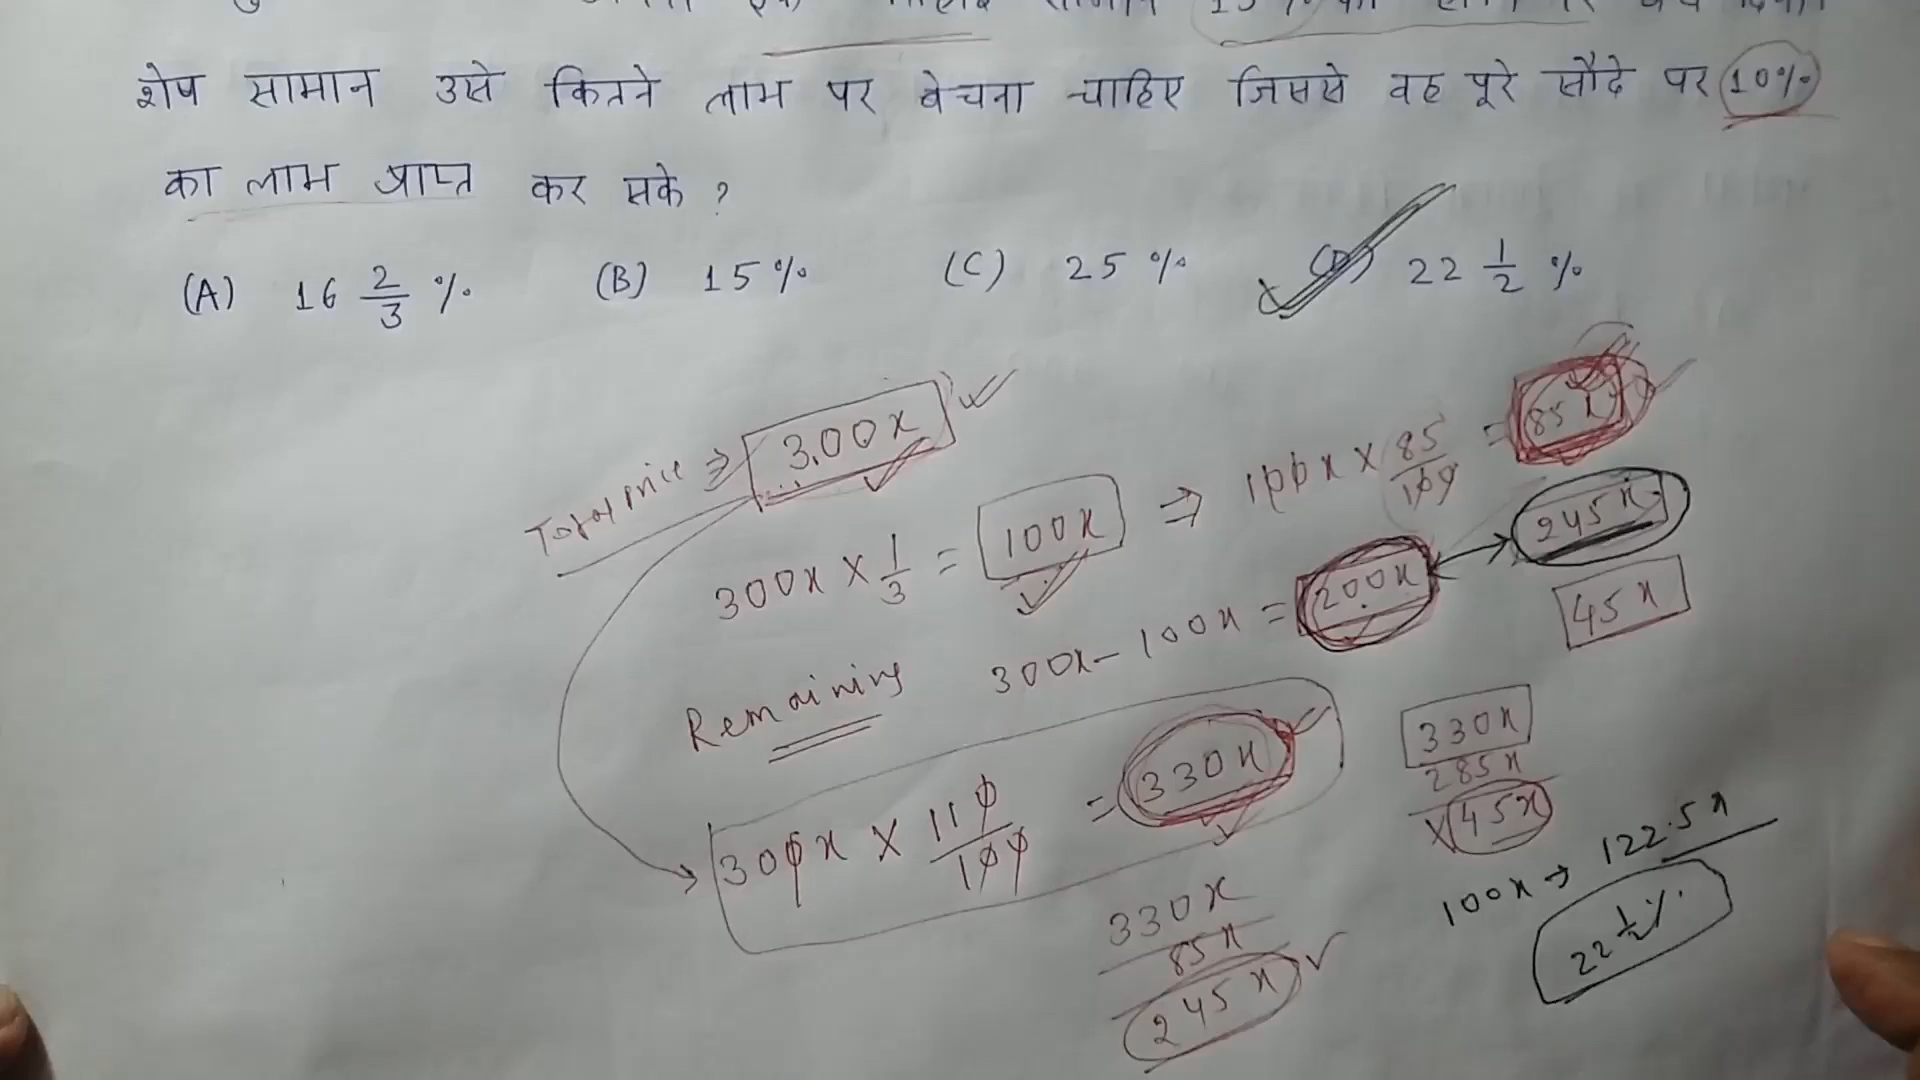 शेष सामान उसे कितने लाभ पर बेचना चाहिए जिससे वह पूरे सौदे पर 10%
का लाभ प्राप्त कर सके ?
(A) 16 2/3 % (B) 15 % (C) 25 % (D) 22 1/2 %
Total price ⇒ 300x
300x × 1/3 = 100x ⇒ 100x × 85/100 = 85x
Remaining 300x - 100x = 200x ↔ 245x
45x
300x × 110/100 = 330x
330x
85x
245x
330x
285x
45x
100x → 122.5x
22 1/2 %